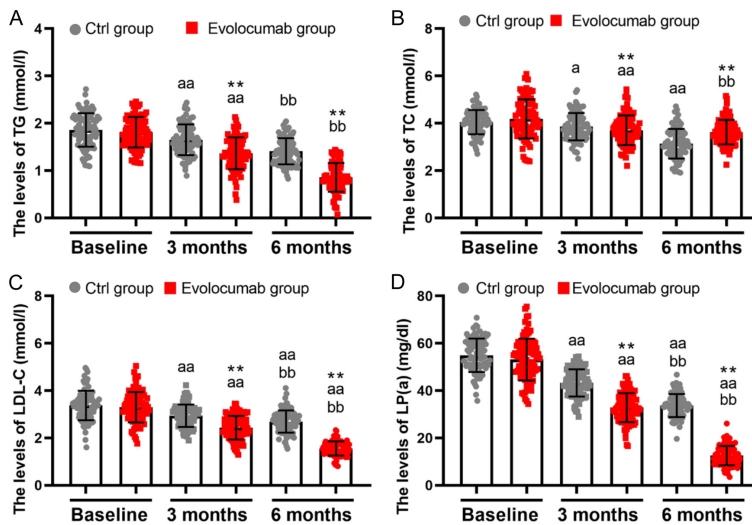 A
Ctrl group Evolocumab group
The levels of TG (mmol/l)
4
3
2
1
0
aa
**
aa
bb
**
bb
Baseline 3 months 6 months
B
Ctrl group Evolocumab group
The levels of TC (mmol/l)
8
6
4
2
0
a
**
aa
aa
**
bb
Baseline 3 months 6 months
C
Ctrl group Evolocumab group
The levels of LDL-C (mmol/l)
8
6
4
2
0
aa
**
aa
aa
bb
**
aa
bb
Baseline 3 months 6 months
D
Ctrl group Evolocumab group
The levels of LP(a) (mg/dl)
80
60
40
20
0
aa
**
aa
aa
bb
**
aa
bb
Baseline 3 months 6 months